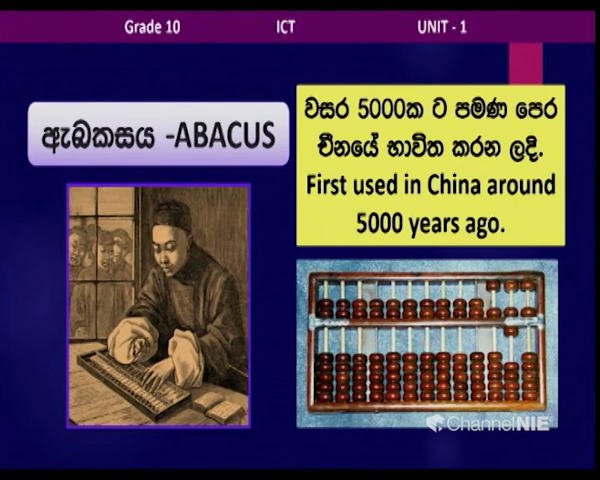 Grade 10 ICT UNIT - 1
ඇබකසය -ABACUS
වසර 5000ක ට පමණ පෙර
චීනයේ භාවිත කරන ලදි.
First used in China around
5000 years ago.
ChannelNIE